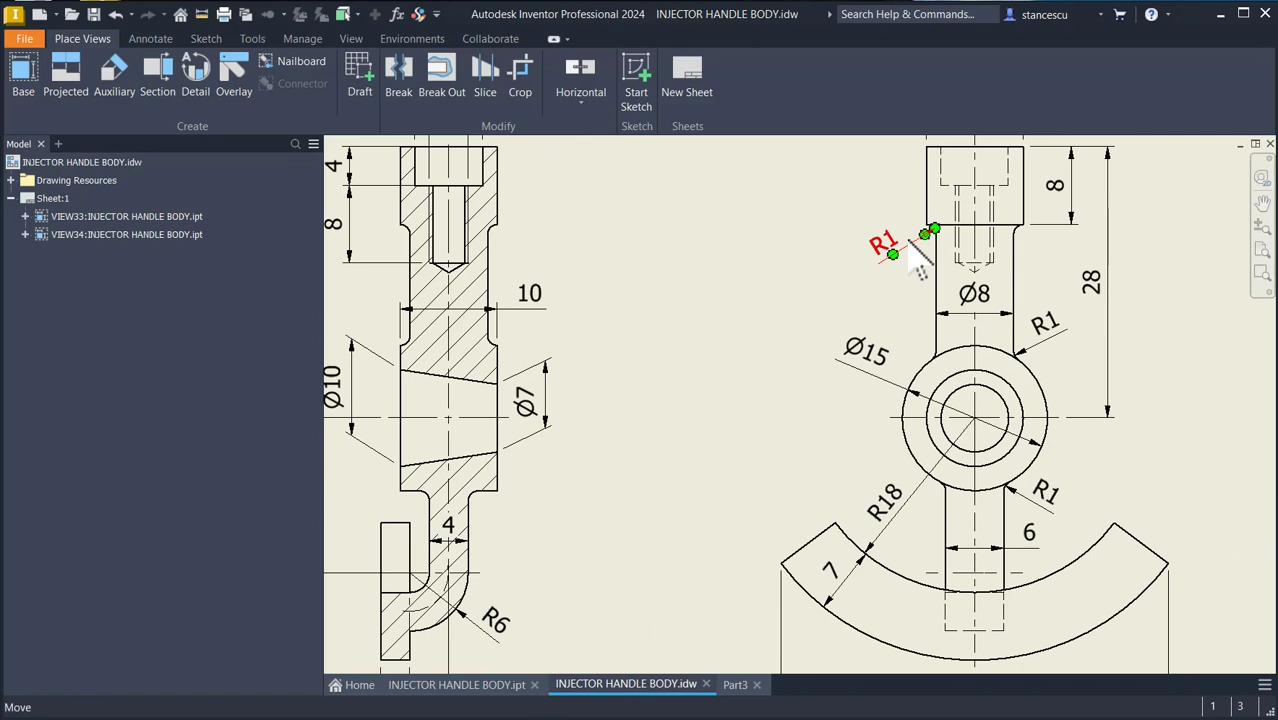 Autodesk Inventor Professional 2024 INJECTOR HANDLE BODY.idw
Search Help & Commands...
stancescu
File Place Views Annotate Sketch Tools Manage View Environments Collaborate
Base
Projected
Auxiliary
Section
Detail
Overlay
Nailboard
Connector
Draft
Break
Break Out
Slice
Crop
Horizontal
Start
Sketch
New Sheet
Create
Modify
Sketch
Sheets
Model
INJECTOR HANDLE BODY.idw
Drawing Resources
Sheet:1
VIEW33:INJECTOR HANDLE BODY.ipt
VIEW34:INJECTOR HANDLE BODY.ipt
4
8
10
Ø10
Ø7
4
R6
R1
8
28
Ø8
R1
Ø15
R18
R1
6
7
Home INJECTOR HANDLE BODY.ipt INJECTOR HANDLE BODY.idw Part3
Move
1 3